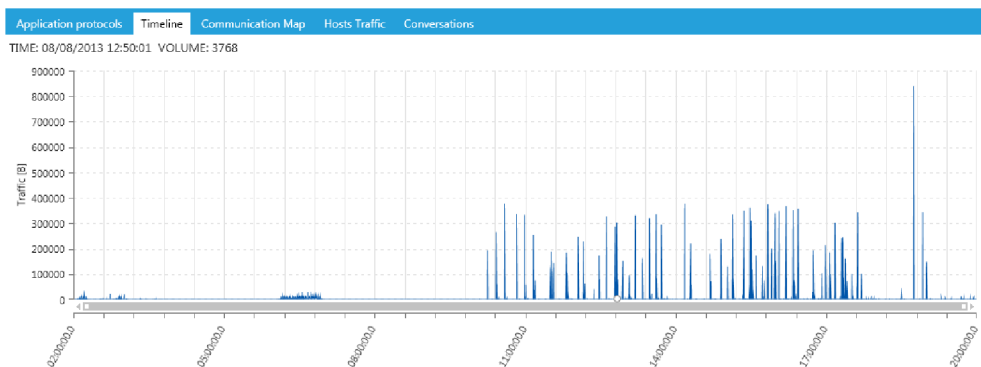 Application protocols Timeline Communication Map Hosts Traffic Conversations
TIME: 08/08/2013 12:50:01 VOLUME: 3768
900000
800000
700000
600000
500000
400000
300000
200000
100000
0
Traffic [B]
02:00:00.0 05:00:00.0 08:00:00.0 11:00:00.0 14:00:00.0 17:00:00.0 20:00:00.0